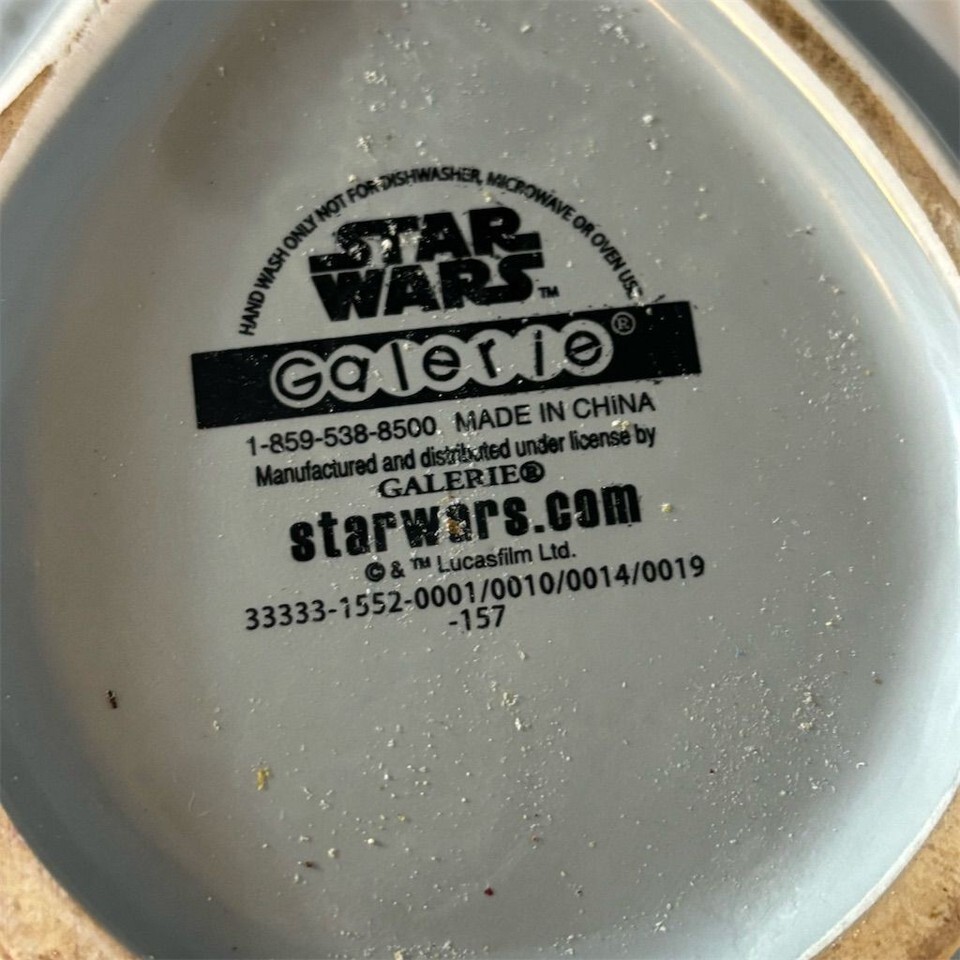 HAND WASH ONLY NOT FOR DISHWASHER, MICROWAVE OR OVEN USE
STAR
WARS™
Galerie®
1-859-538-8500 MADE IN CHiNA
Manufactured and distributed under license by
GALERIE®
starwars.com
© & ™ Lucasfilm Ltd.
33333-1552-0001/0010/0014/0019
-157